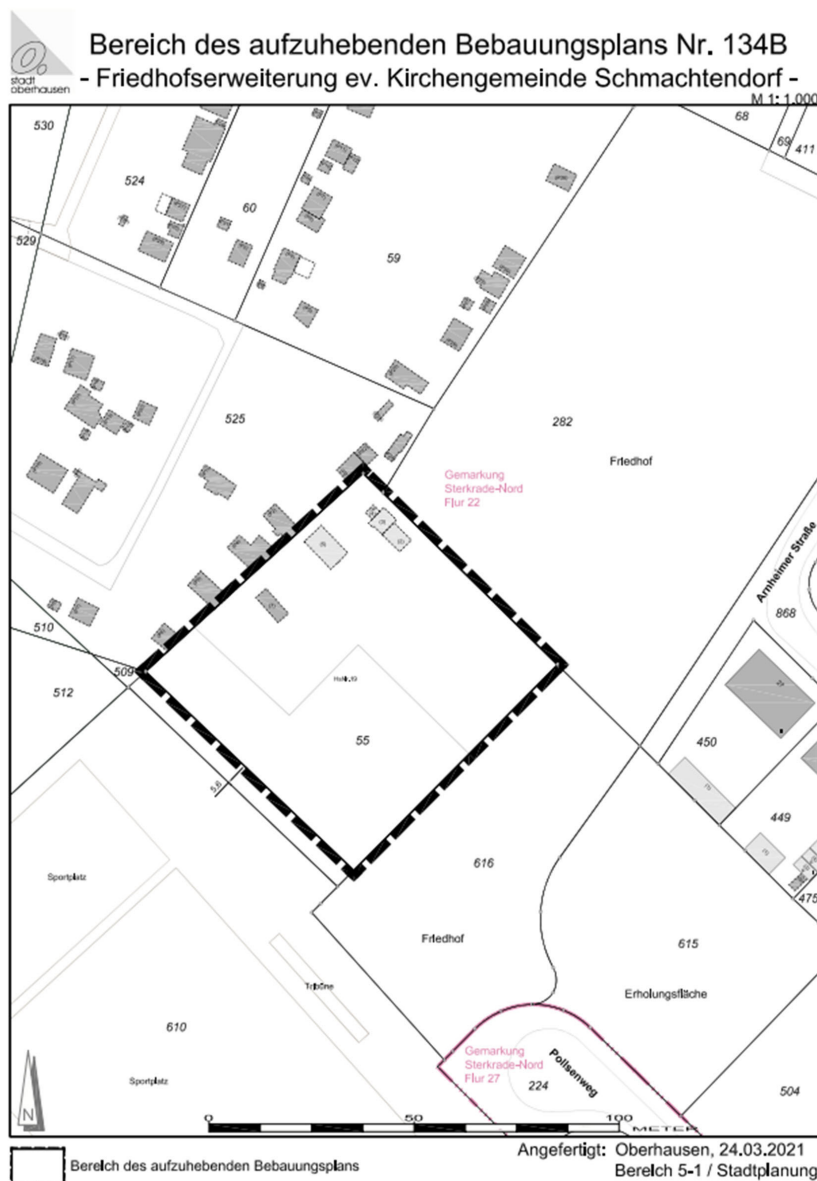 stadt
oberhausen
Bereich des aufzuhebenden Bebauungsplans Nr. 134B
- Friedhofserweiterung ev. Kirchengemeinde Schmachtendorf -
M 1: 1.000
530
68
69
411
524
60
529
59
525
282
Friedhof
Gemarkung
Sterkrade-Nord
Flur 22
Arnheimer Straße
868
510
509
512
27
450
55
449
5.6
475
616
Sportplatz
Friedhof
615
Tribüne
Erholungsfläche
610
Gemarkung
Sterkrade-Nord
Flur 27
Pollsenweg
Sportplatz
224
504
N
0 50 100
METER
Bereich des aufzuhebenden Bebauungsplans
Angefertigt: Oberhausen, 24.03.2021
Bereich 5-1 / Stadtplanung